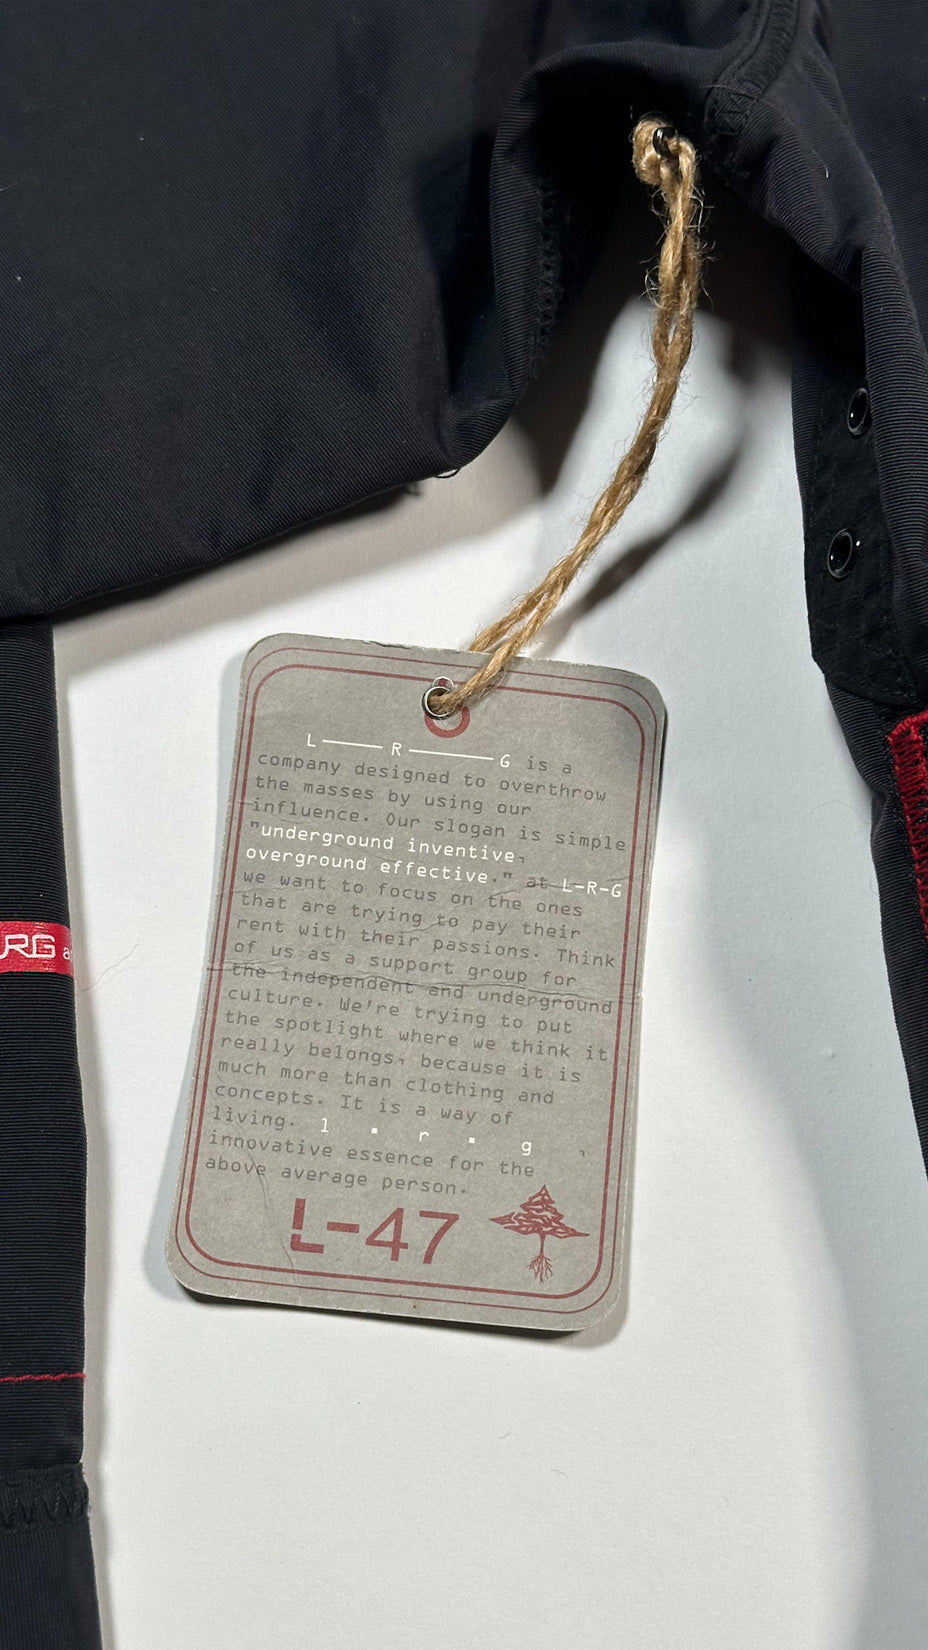 L R G is a
company designed to overthrow
the masses by using our
influence. Our slogan is simple
"underground inventive,
overground effective." at L-R-G
we want to focus on the ones
that are trying to pay their
rent with their passions. Think
of us as a support group for
the independent and underground
culture. We're trying to put
the spotlight where we think it
really belongs, because it is
much more than clothing and
concepts. It is a way of
living. l . r . g ,
innovative essence for the
above average person.
L-47
RG